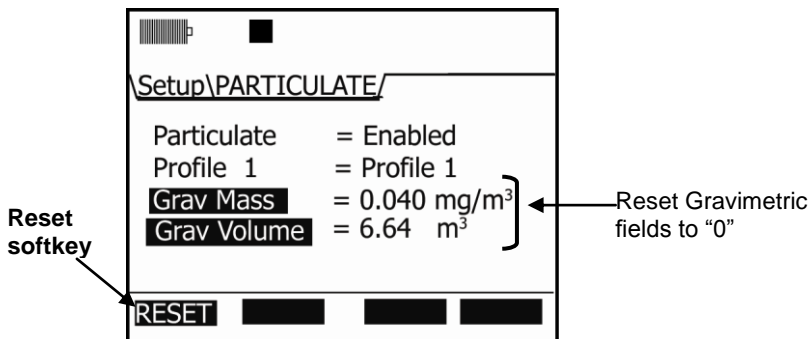 \Setup\PARTICULATE/
Particulate = Enabled
Profile 1 = Profile 1
Grav Mass = 0.040 mg/m³
Grav Volume = 6.64 m³
Reset Gravimetric
fields to “0”
Reset
softkey
RESET